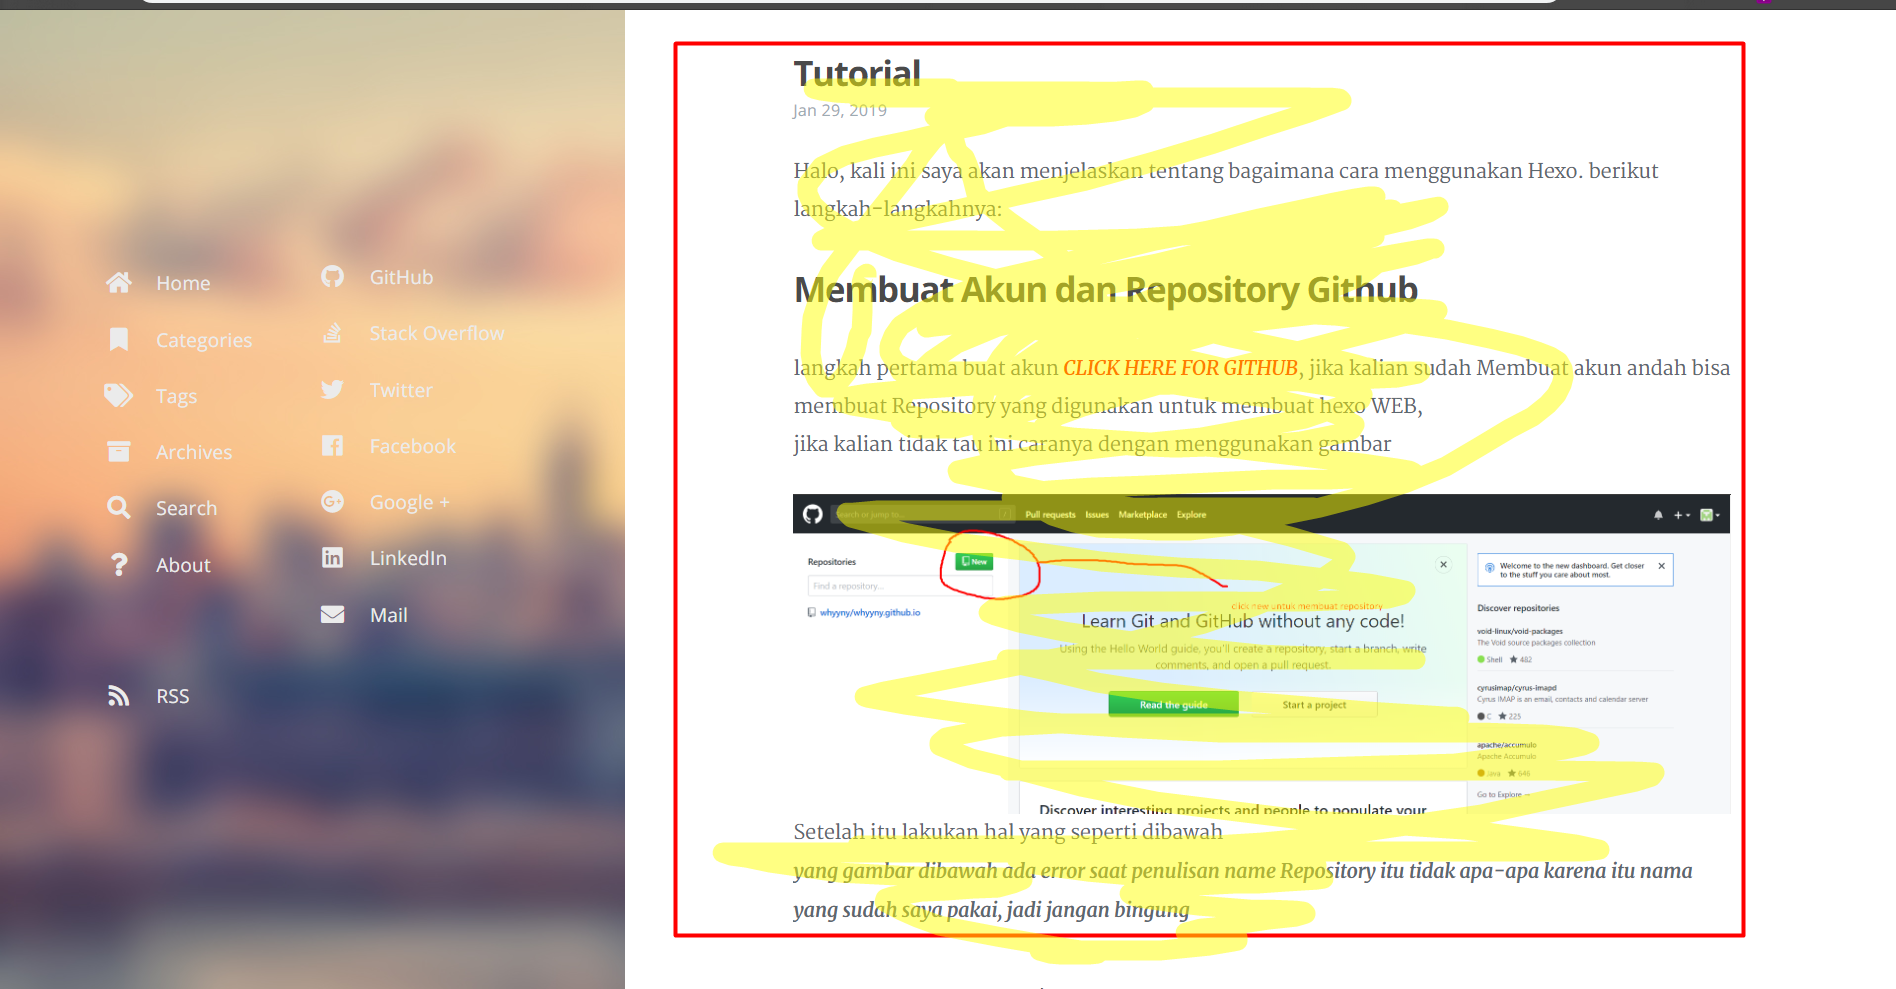 Home
Categories
Tags
Archives
Search
About
RSS
GitHub
Stack Overflow
Twitter
Facebook
Google +
LinkedIn
Mail
Tutorial
Jan 29, 2019
Halo, kali ini saya akan menjelaskan tentang bagaimana cara menggunakan Hexo. berikut
langkah-langkahnya:
Membuat Akun dan Repository Github
langkah pertama buat akun CLICK HERE FOR GITHUB, jika kalian sudah Membuat akun andah bisa
membuat Repository yang digunakan untuk membuat hexo WEB,
jika kalian tidak tau ini caranya dengan menggunakan gambar
Search or jump to...
Pull requests Issues Marketplace Explore
Repositories
New
Find a repository...
whyyny/whyyny.github.io
click new untuk membuat repository
Learn Git and GitHub without any code!
Using the Hello World guide, you'll create a repository, start a branch, write
comments, and open a pull request.
Read the guide
Start a project
Discover interesting projects and people to populate your
Welcome to the new dashboard. Get closer
to the stuff you care about most.
Discover repositories
void-linux/void-packages
The Void source packages collection
Shell 482
cyrusimap/cyrus-imapd
Cyrus IMAP is an email, contacts and calendar server
C 225
apache/accumulo
Apache Accumulo
Java 646
Go to Explore →
Setelah itu lakukan hal yang seperti dibawah
yang gambar dibawah ada error saat penulisan name Repository itu tidak apa-apa karena itu nama
yang sudah saya pakai, jadi jangan bingung